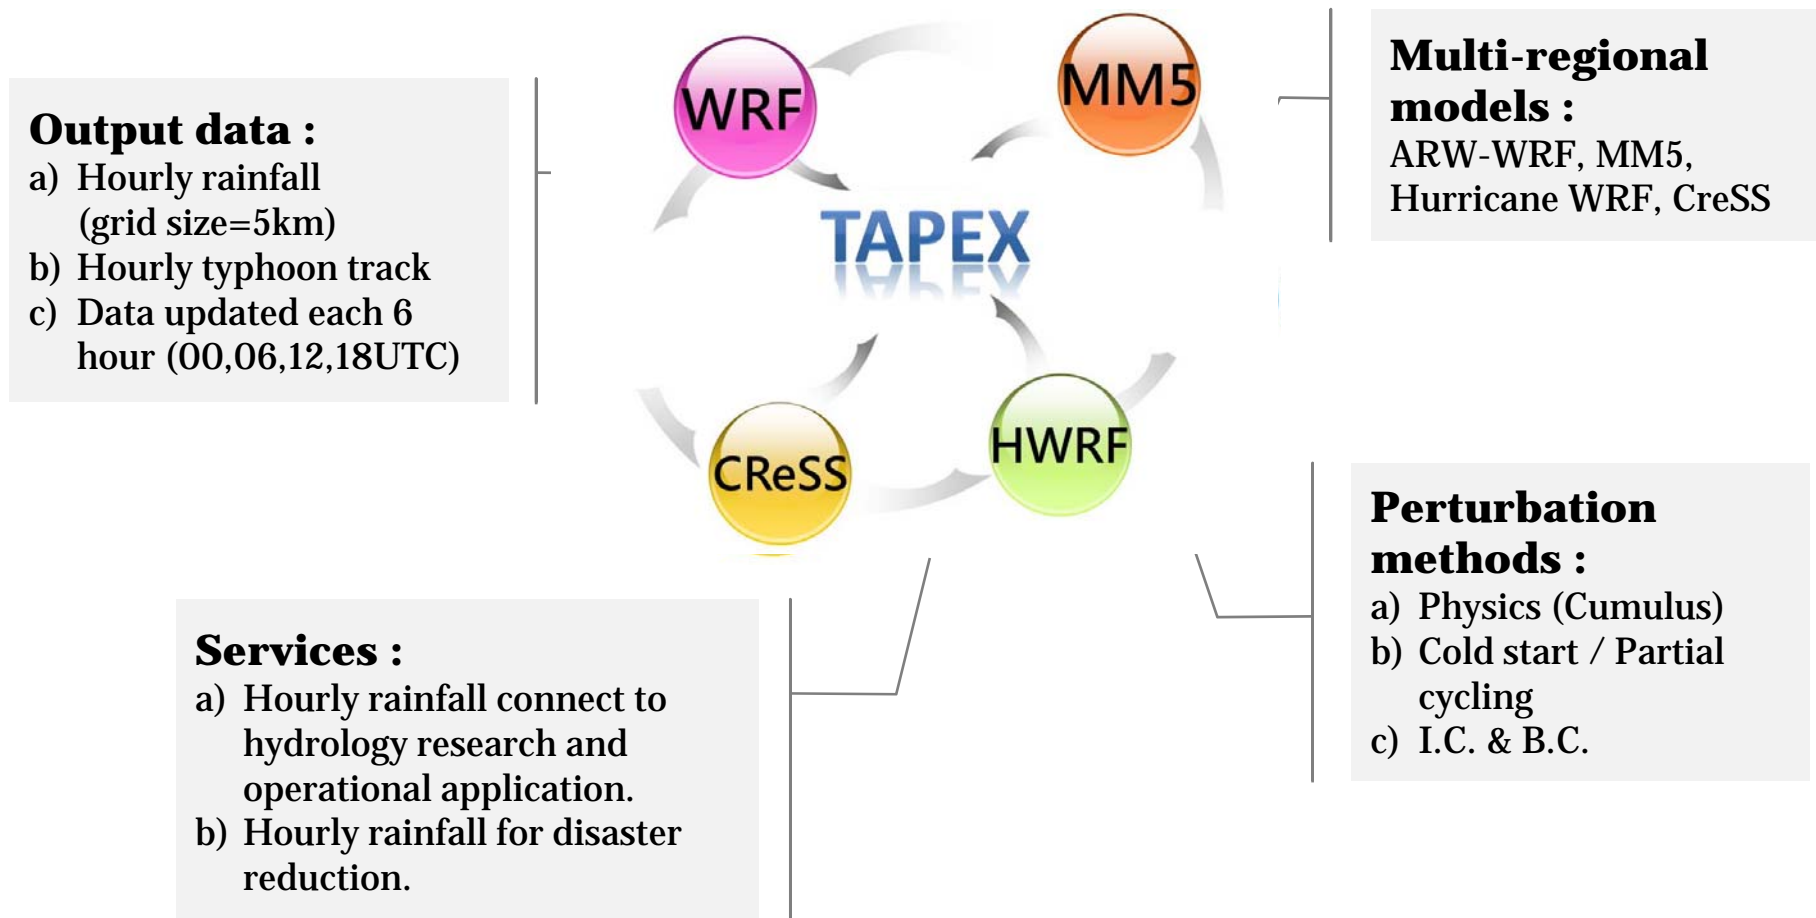 WRF
MM5
TAPEX
CReSS
HWRF
Output data :
a) Hourly rainfall
(grid size=5km)
b) Hourly typhoon track
c) Data updated each 6
hour (00,06,12,18UTC)
Multi-regional
models :
ARW-WRF, MM5,
Hurricane WRF, CreSS
Services :
a) Hourly rainfall connect to
hydrology research and
operational application.
b) Hourly rainfall for disaster
reduction.
Perturbation
methods :
a) Physics (Cumulus)
b) Cold start / Partial
cycling
c) I.C. & B.C.